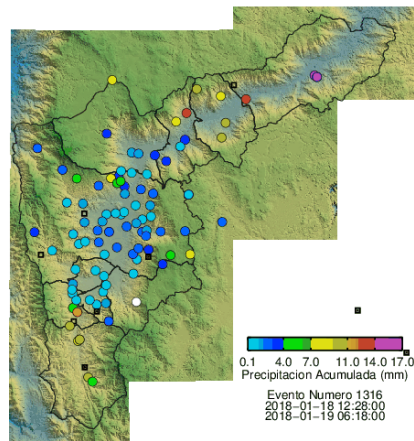 0.1 4.0 7.0 11.0 14.0 17.0
Precipitacion Acumulada (mm)
Evento Numero 1316
2018-01-18 12:28:00
2018-01-19 06:18:00